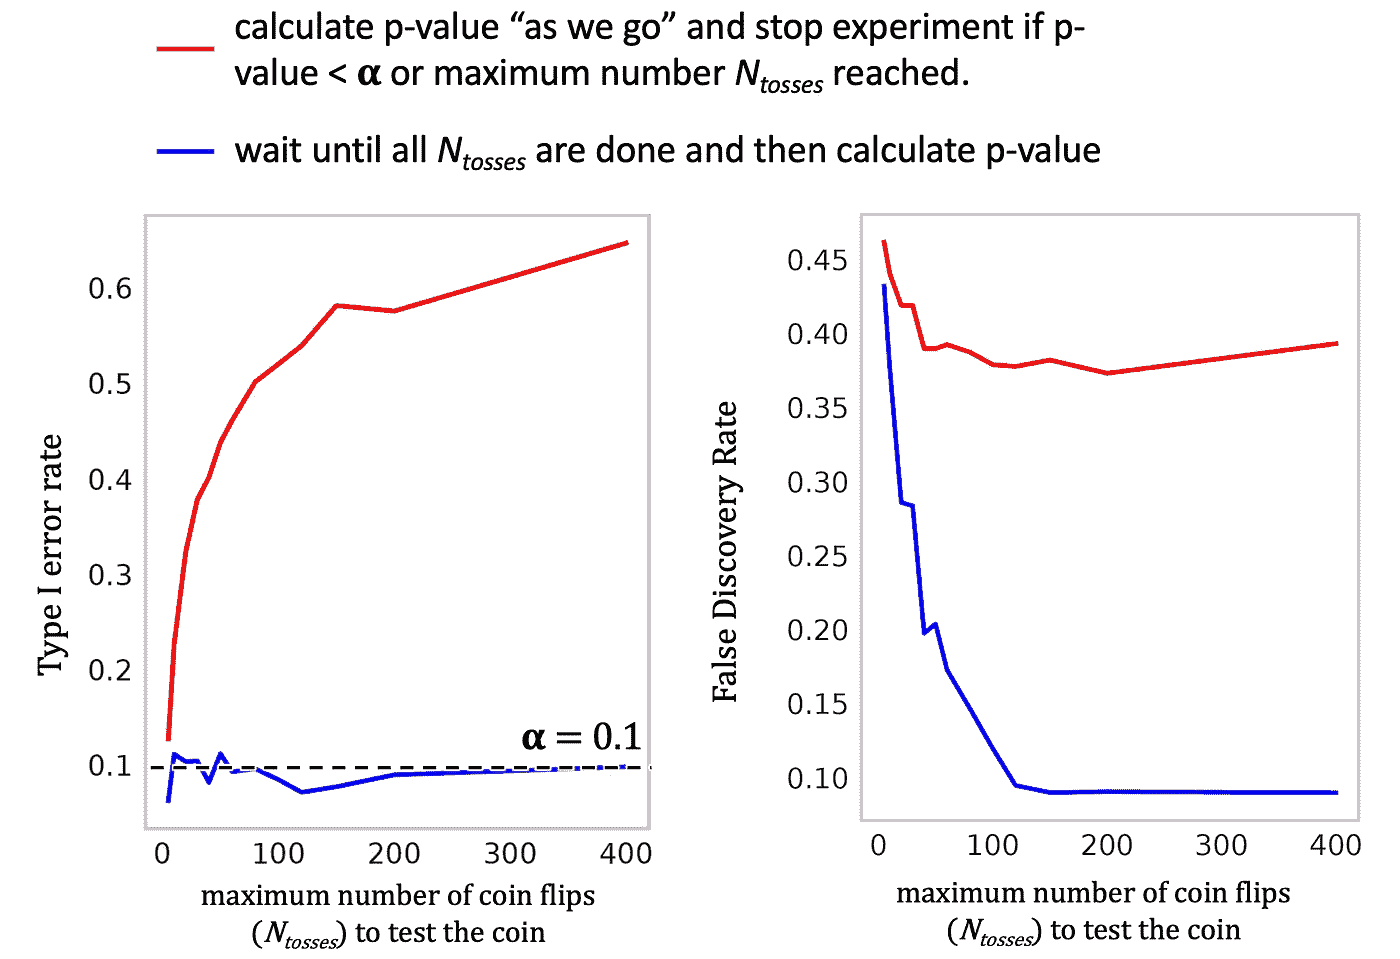 calculate p-value “as we go” and stop experiment if p-
value < α or maximum number Ntosses reached.
wait until all Ntosses are done and then calculate p-value
Type I error rate
0.6
0.5
0.4
0.3
0.2
0.1
α = 0.1
0 100 200 300 400
maximum number of coin flips
(Ntosses) to test the coin
False Discovery Rate
0.45
0.40
0.35
0.30
0.25
0.20
0.15
0.10
0 100 200 300 400
maximum number of coin flips
(Ntosses) to test the coin